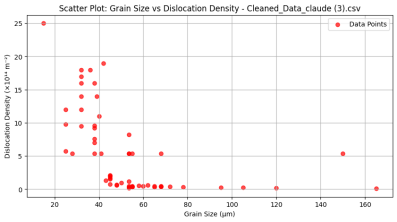 Scatter Plot: Grain Size vs Dislocation Density - Cleaned_Data_claude (3).csv
Data Points
25
20
15
10
5
0
Dislocation Density (×10¹⁴ m⁻²)
20 40 60 80 100 120 140 160
Grain Size (μm)